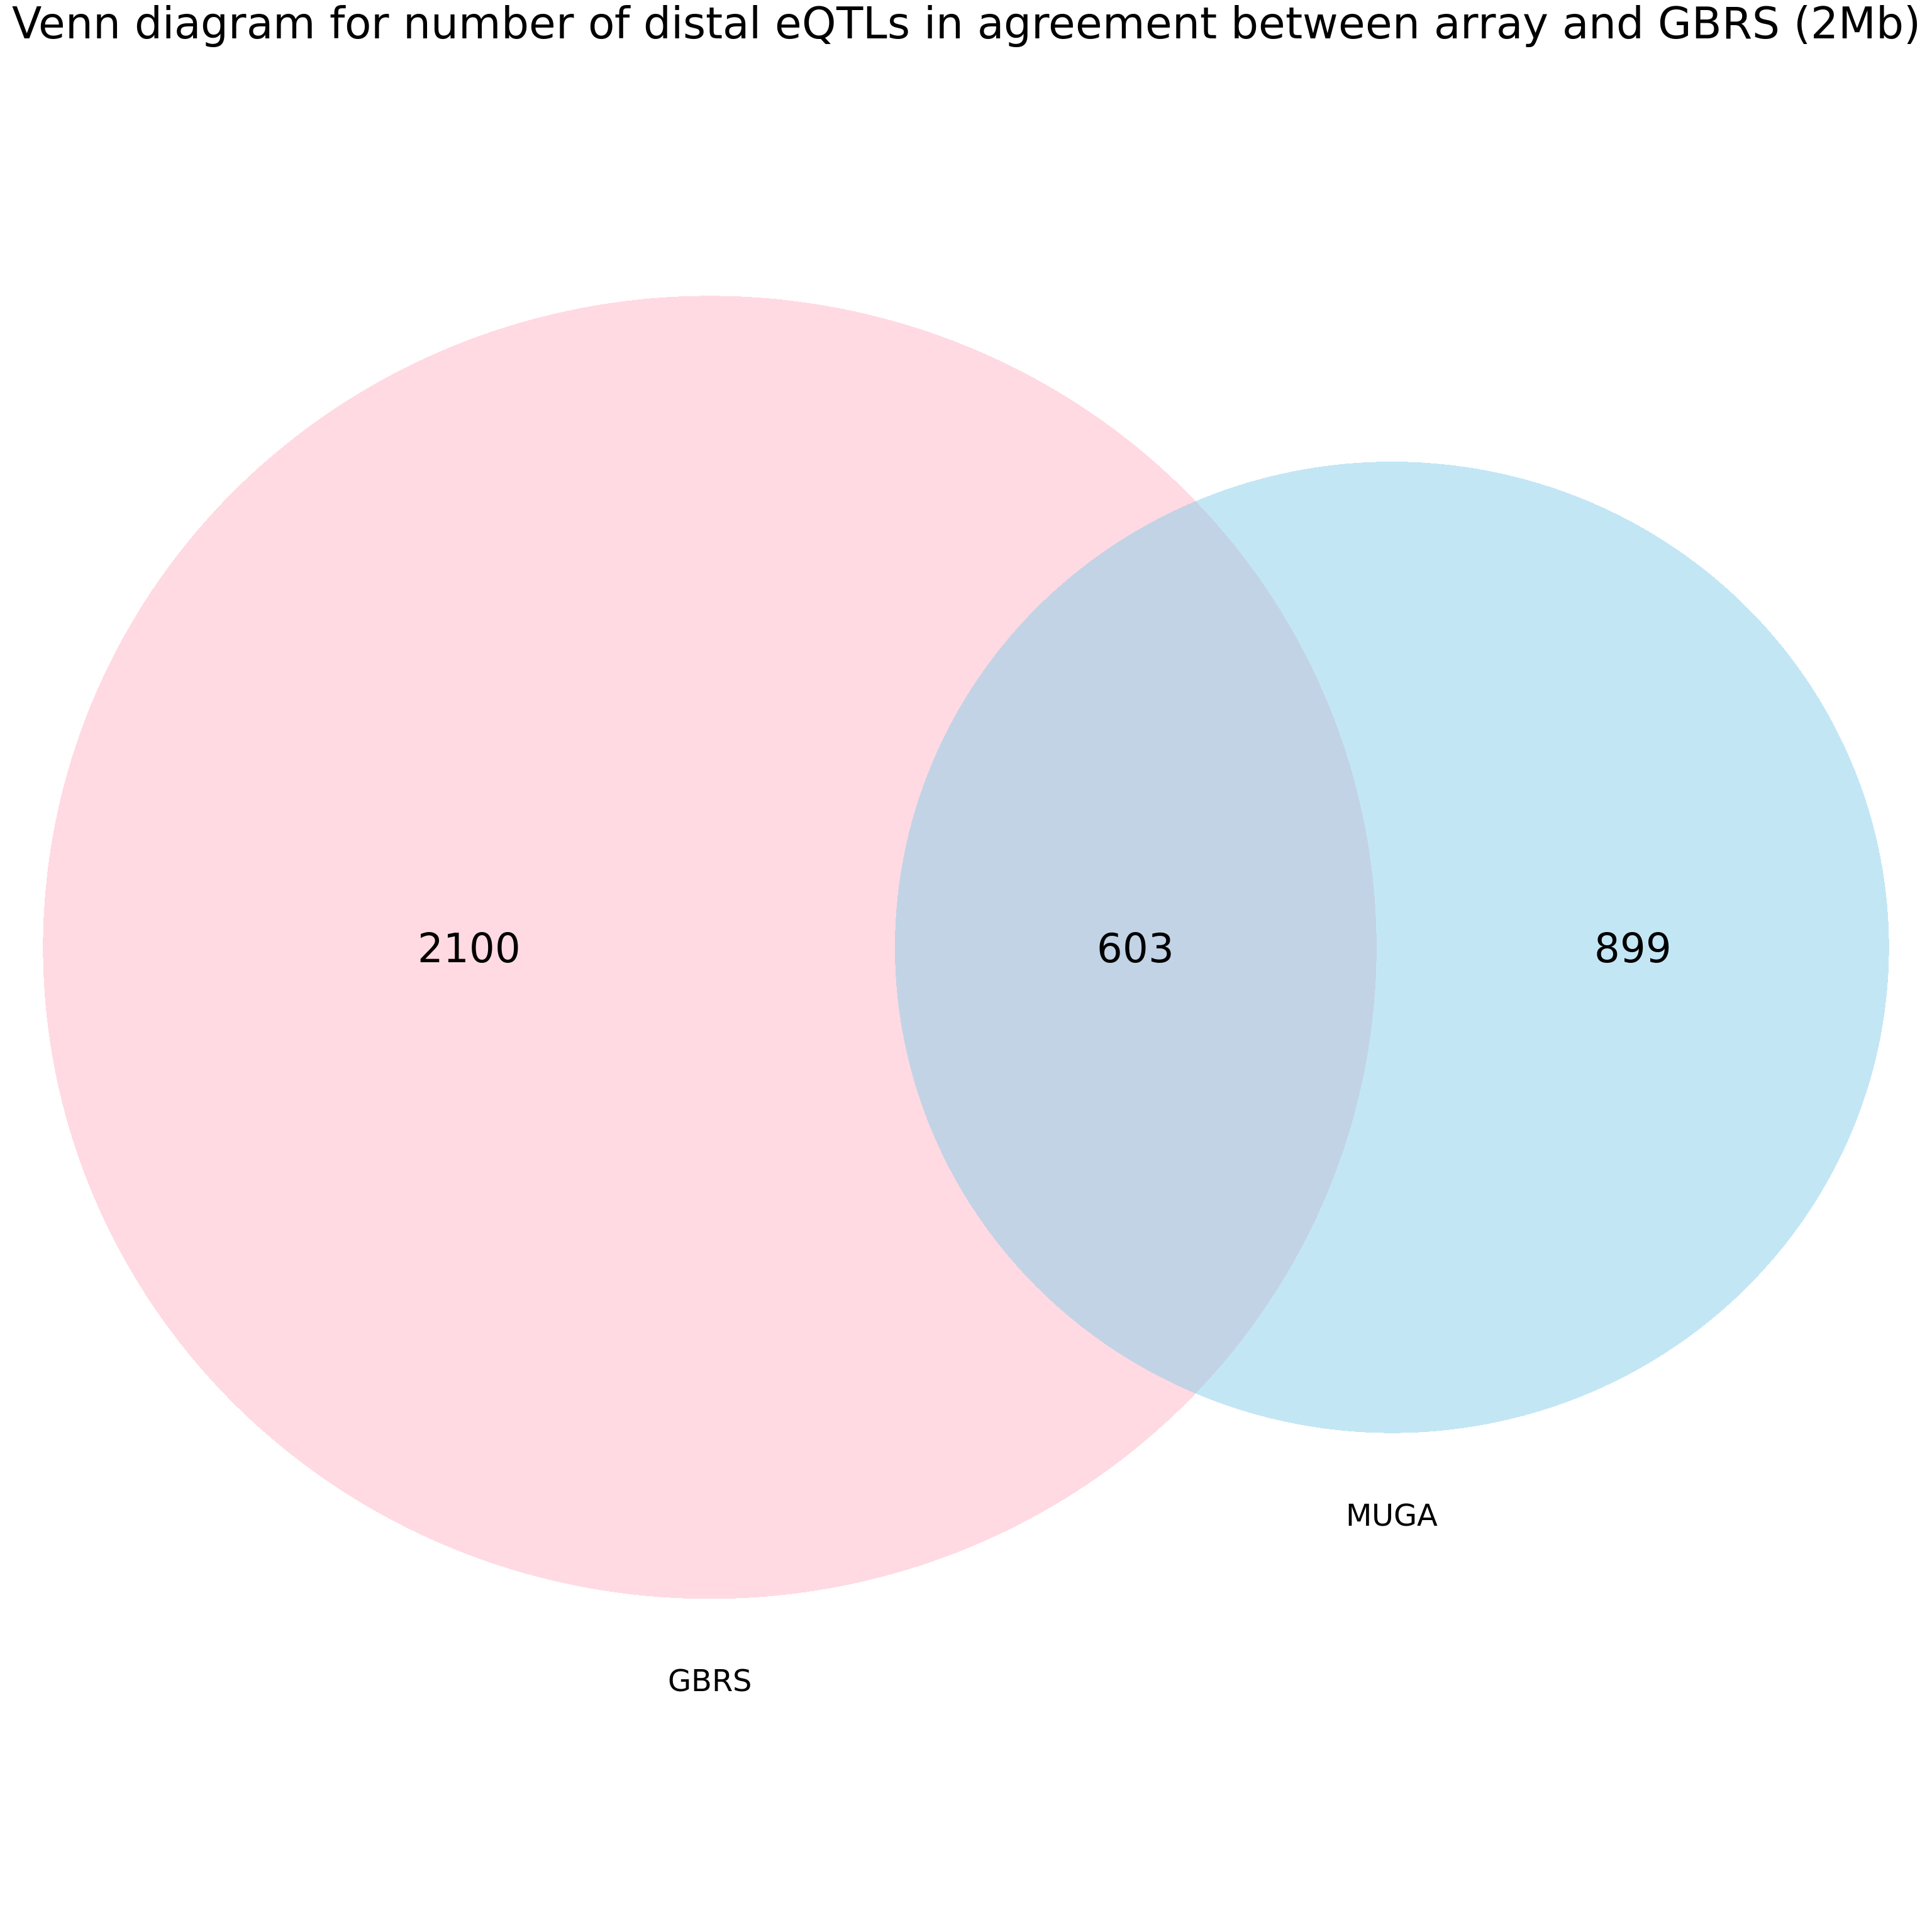 Venn diagram for number of distal eQTLs in agreement between array and GBRS (2Mb)
2100
603
899
MUGA
GBRS